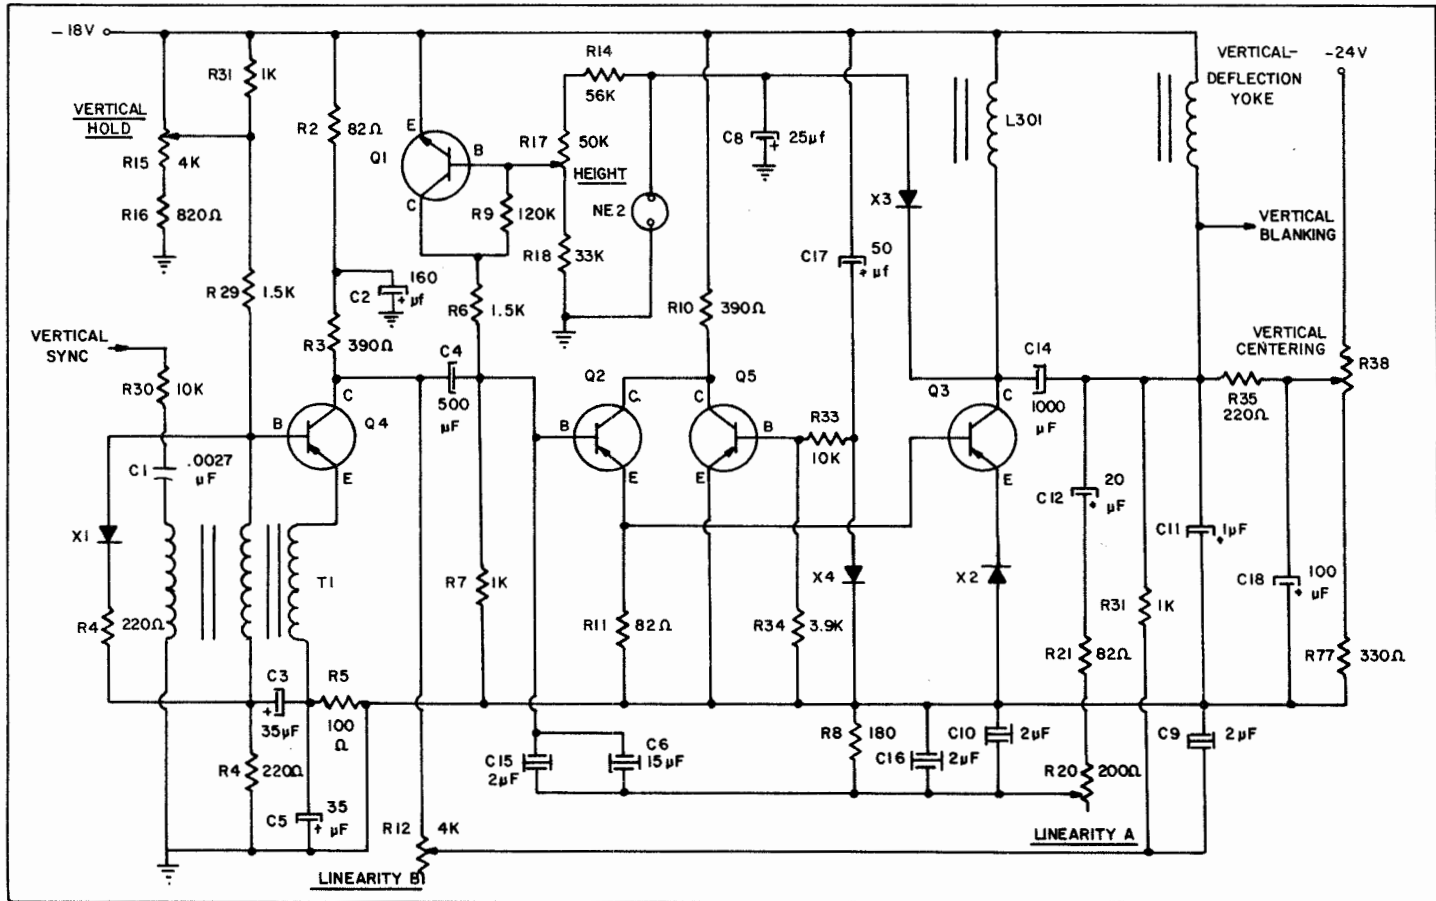 -18V
R31 1K
VERTICAL HOLD
R15 4K
R16 820Ω
R29 1.5K
VERTICAL SYNC
R30 10K
C1 .0027 µF
X1
R4 220Ω
T1
C3 35µF
R5 100 Ω
R4 220Ω
C5 35 µF
R2 82Ω
C2 160 µf
R3 390Ω
B C E Q4
E B C Q1
R9 120K
R6 1.5K
C4 500 µF
R7 1K
R14 56K
R17 50K
HEIGHT
R18 33K
NE2
C8 25µf
R10 390Ω
Q2 B C E
Q5 C B E
R11 82Ω
R33 10K
R34 3.9K
C17 50 µf
X3
X4
L301
Q3 C B E
X2
C14 1000 µF
VERTICAL-DEFLECTION YOKE
-24V
VERTICAL BLANKING
VERTICAL CENTERING
R38
R35 220Ω
C12 20 µF
C11 1µF
C18 100 µF
R31 1K
R21 82Ω
R77 330Ω
C15 2µF
C6 15µF
R8 180
C16 2µF
C10 2µF
C9 2µF
R20 200Ω
LINEARITY A
R12 4K
LINEARITY B